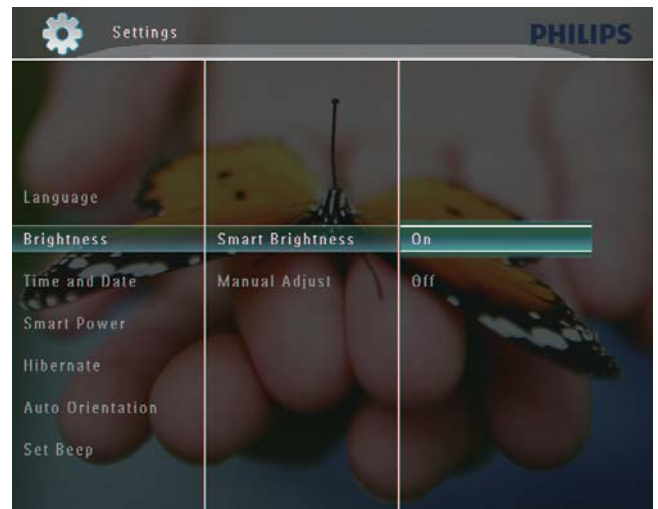 Settings
PHILIPS
Language
Brightness Smart Brightness On
Time and Date Manual Adjust Off
Smart Power
Hibernate
Auto Orientation
Set Beep